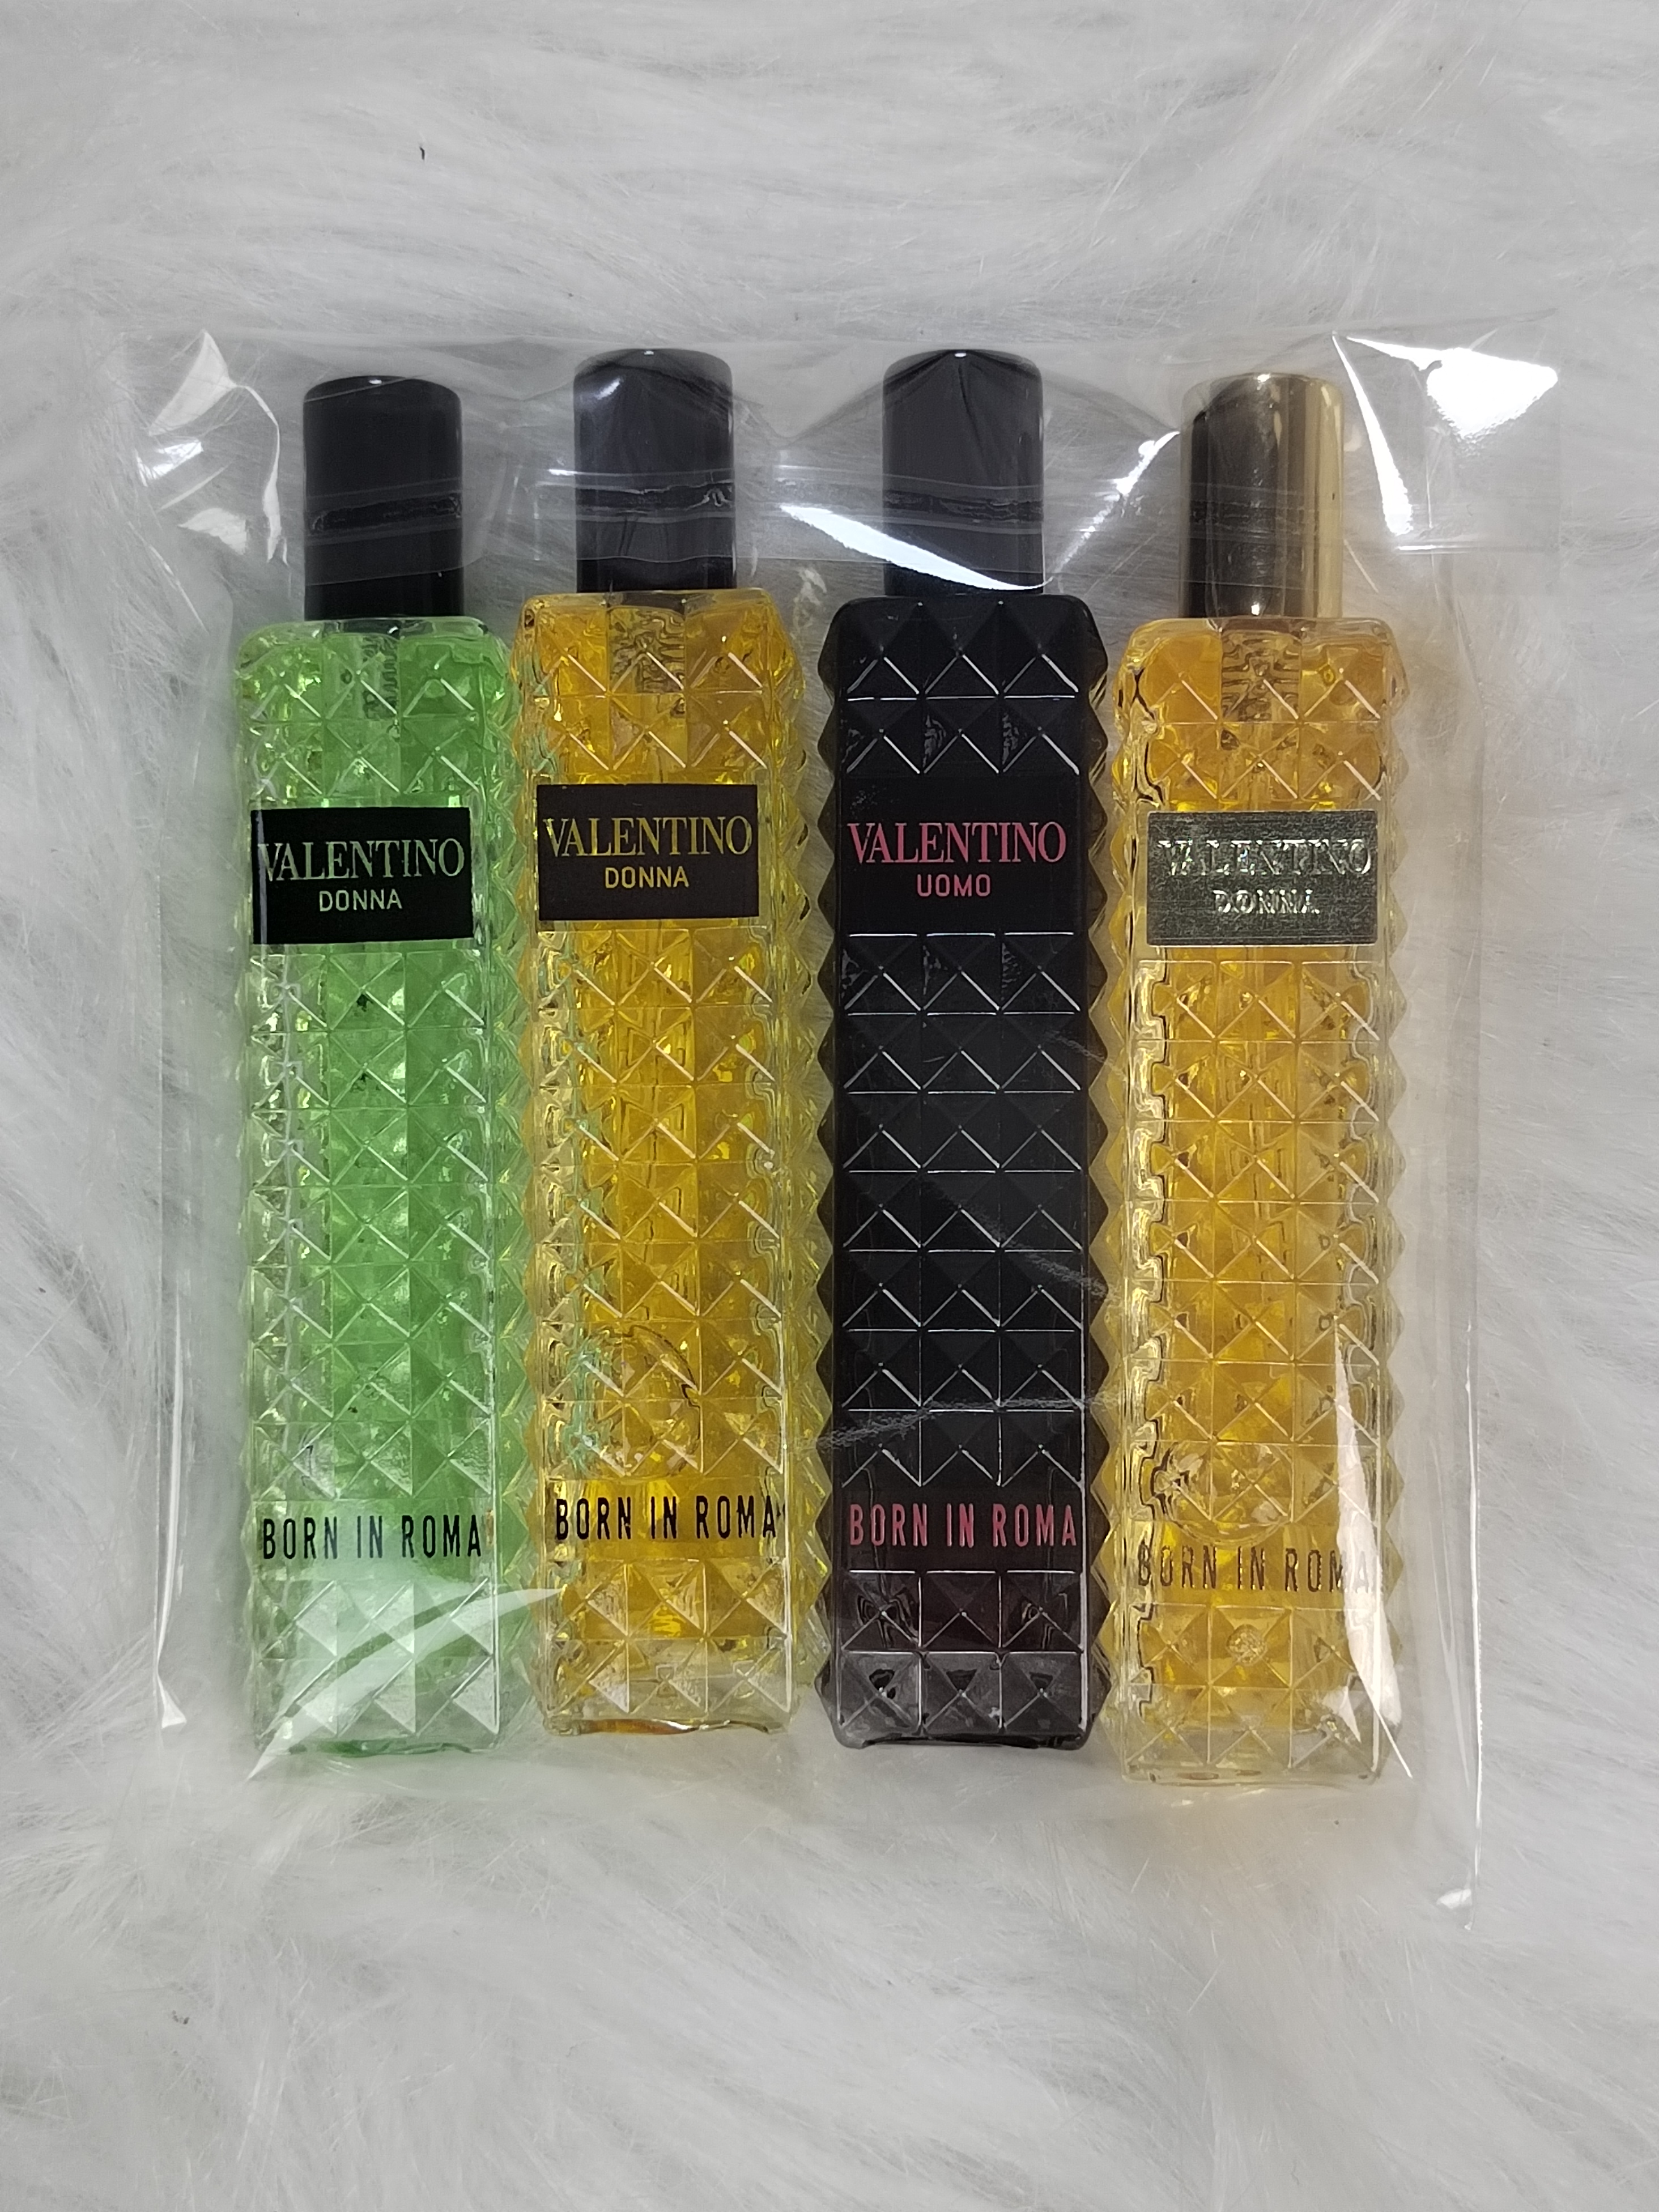 VALENTINO
DONNA
BORN IN ROMA
VALENTINO
DONNA
BORN IN ROMA
VALENTINO
UOMO
BORN IN ROMA
VALENTINO
DONNA
BORN IN ROMA